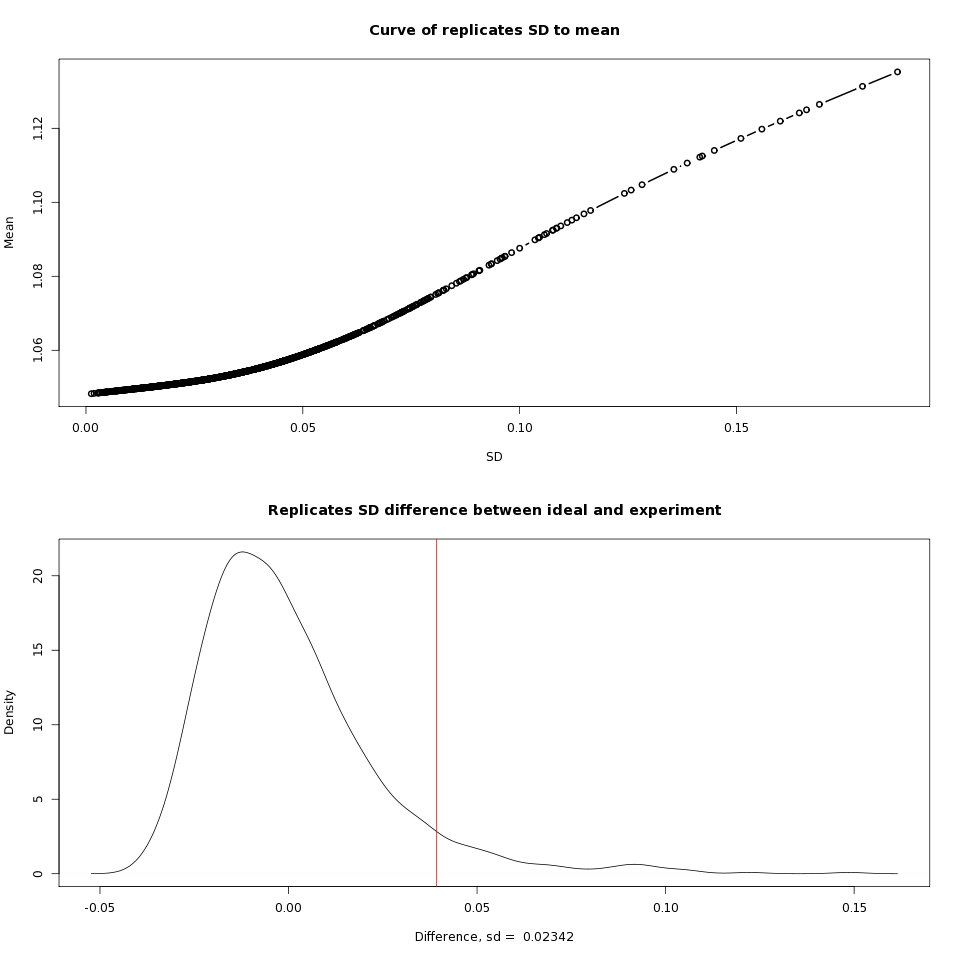 Curve of replicates SD to mean
Mean
1.06 1.08 1.10 1.12
0.00 0.05 0.10 0.15
SD
Replicates SD difference between ideal and experiment
Density
0 5 10 15 20
-0.05 0.00 0.05 0.10 0.15
Difference, sd = 0.02342